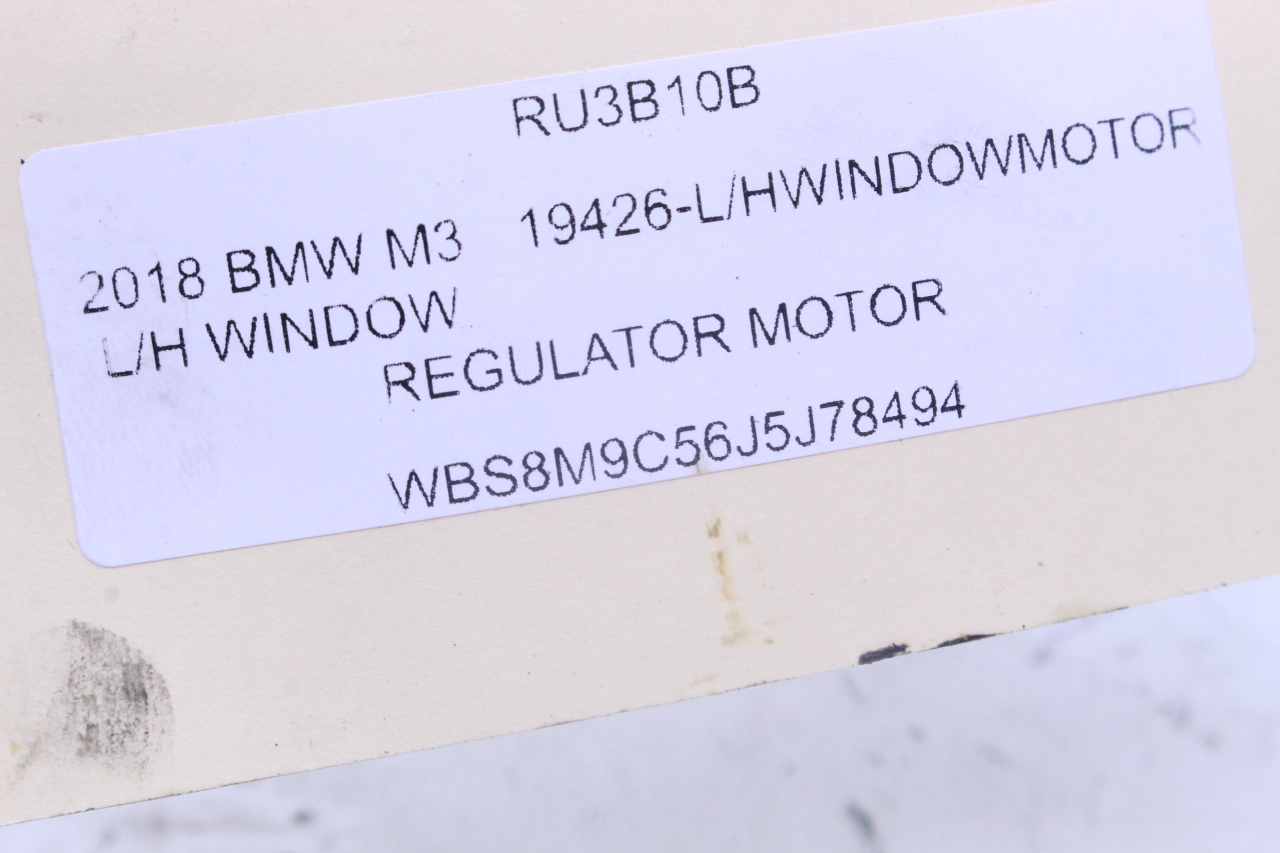 RU3B10B
2018 BMW M3 19426-L/HWINDOWMOTOR
L/H WINDOW
REGULATOR MOTOR
WBS8M9C56J5J78494